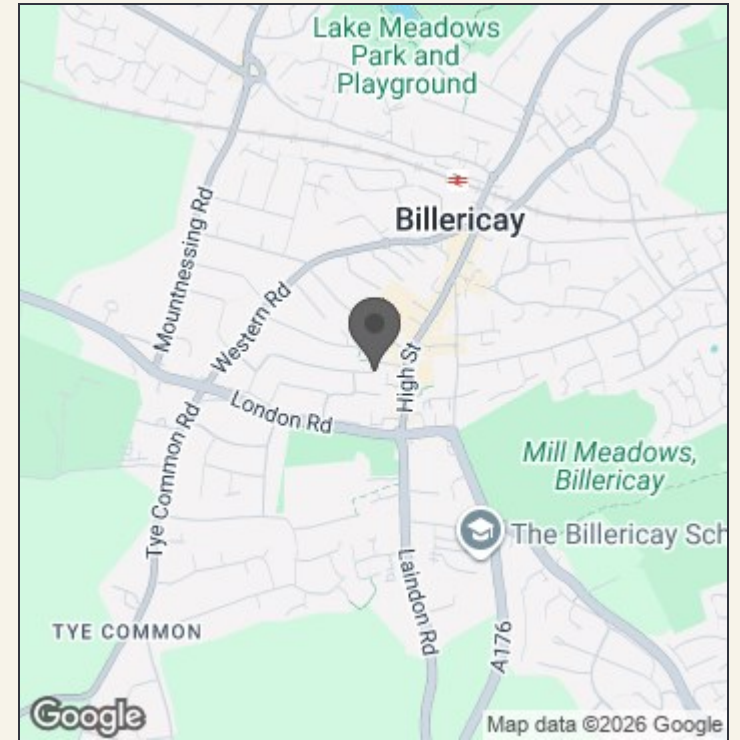 Lake Meadows
Park and
Playground
Billericay
Mountnessing Rd
Western Rd
High St
London Rd
Mill Meadows,
Billericay
Tye Common Rd
The Billericay Sch
Laindon Rd
TYE COMMON
A176
Google
Map data ©2026 Google